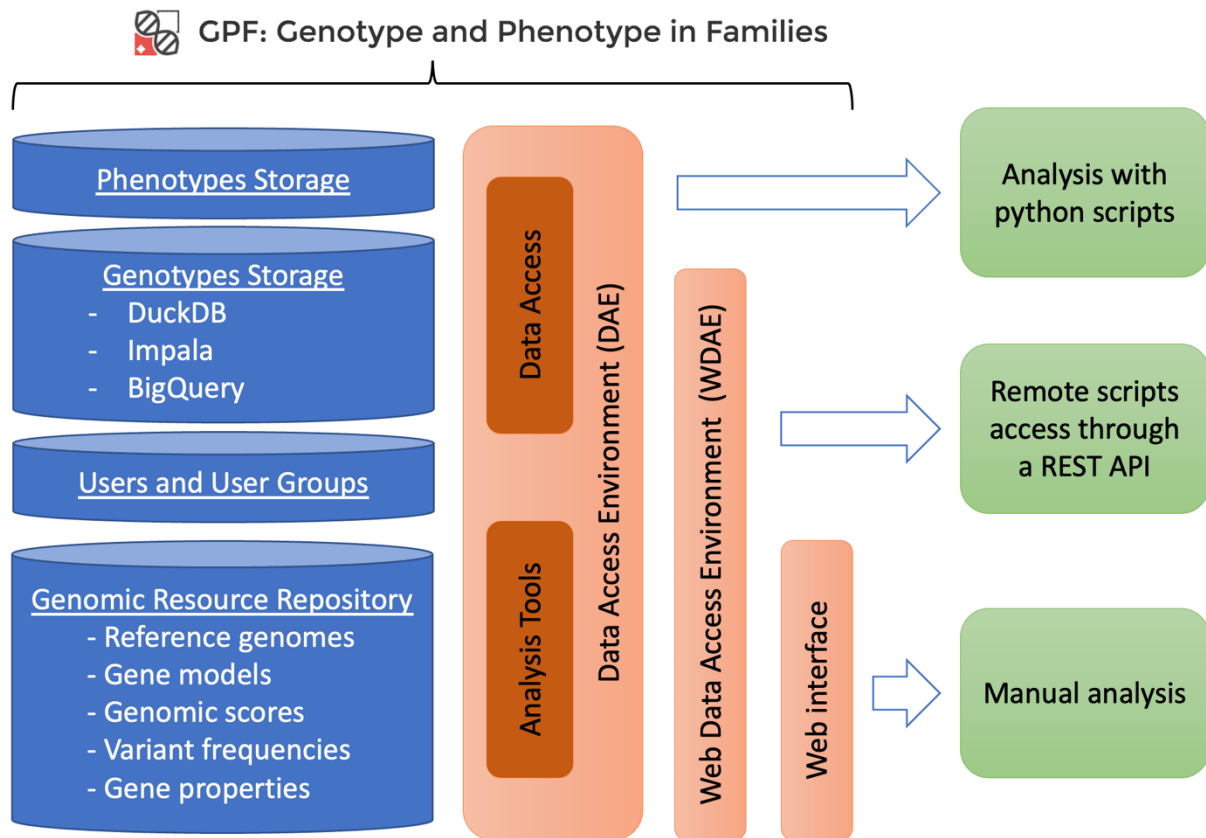 GPF: Genotype and Phenotype in Families
Phenotypes Storage
Genotypes Storage
- DuckDB
- Impala
- BigQuery
Users and User Groups
Genomic Resource Repository
- Reference genomes
- Gene models
- Genomic scores
- Variant frequencies
- Gene properties
Data Access
Analysis Tools
Data Access Environment (DAE)
Web Data Access Environment (WDAE)
Web interface
Analysis with
python scripts
Remote scripts
access through
a REST API
Manual analysis